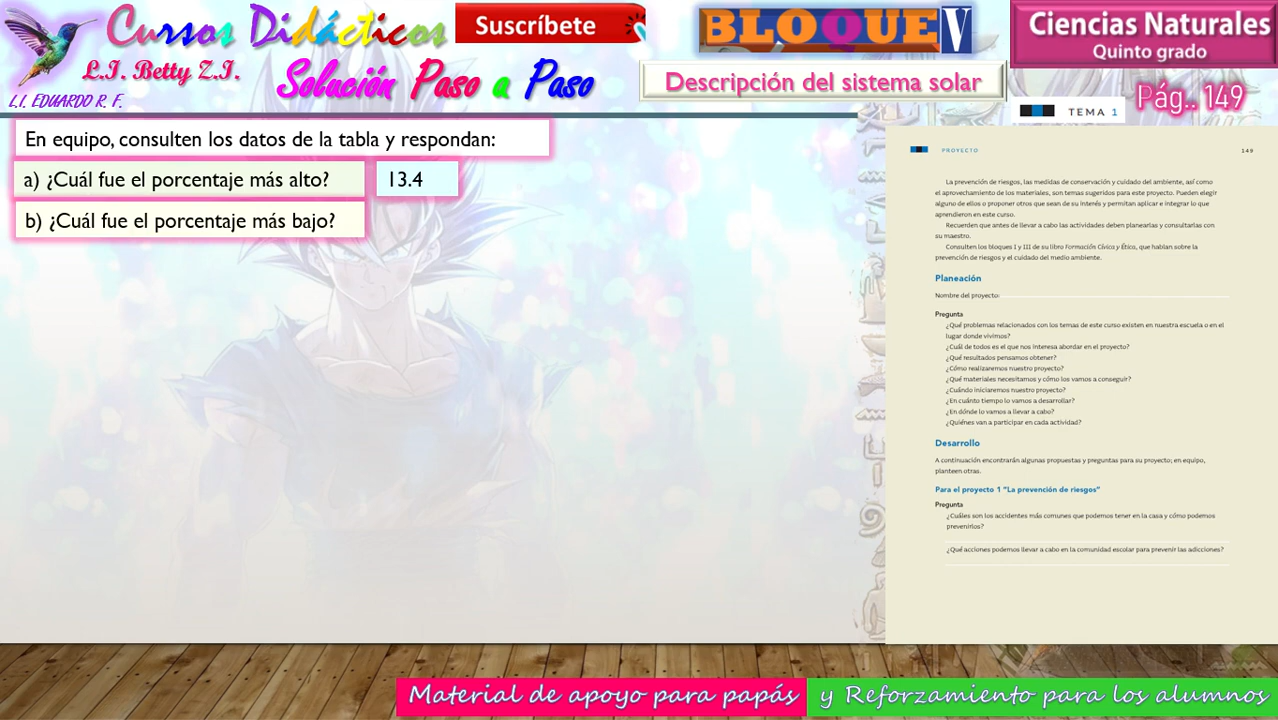 Cursos Didácticos
Suscríbete
BLOQUE V
Ciencias Naturales
Quinto grado
L.I. Betty Z.I.
L.I. EDUARDO R. F.
Solución Paso a Paso
Descripción del sistema solar
Pág.. 149
TEMA 1
En equipo, consulten los datos de la tabla y respondan:
a) ¿Cuál fue el porcentaje más alto?
13.4
b) ¿Cuál fue el porcentaje más bajo?
PROYECTO
149
La prevención de riesgos, las medidas de conservación y cuidado del ambiente, así como
el aprovechamiento de los materiales, son temas sugeridos para este proyecto. Pueden elegir
alguno de ellos o proponer otros que sean de su interés y permitan aplicar e integrar lo que
aprendieron en este curso.
Recuerden que antes de llevar a cabo las actividades deben planearlas y consultarlas con
su maestro.
Consulten los bloques I y III de su libro Formación Cívica y Ética, que hablan sobre la
prevención de riesgos y el cuidado del medio ambiente.
Planeación
Nombre del proyecto:
Pregunta
¿Qué problemas relacionados con los temas de este curso existen en nuestra escuela o en el
lugar donde vivimos?
¿Cuál de todos es el que nos interesa abordar en el proyecto?
¿Qué resultados pensamos obtener?
¿Cómo realizaremos nuestro proyecto?
¿Qué materiales necesitamos y cómo los vamos a conseguir?
¿Cuándo iniciaremos nuestro proyecto?
¿En cuánto tiempo lo vamos a desarrollar?
¿En dónde lo vamos a llevar a cabo?
¿Quiénes van a participar en cada actividad?
Desarrollo
A continuación encontrarán algunas propuestas y preguntas para su proyecto; en equipo,
planteen otras.
Para el proyecto 1 "La prevención de riesgos"
Pregunta
¿Cuáles son los accidentes más comunes que podemos tener en la casa y cómo podemos
prevenirlos?
¿Qué acciones podemos llevar a cabo en la comunidad escolar para prevenir las adicciones?
Material de apoyo para papás
y Reforzamiento para los alumnos